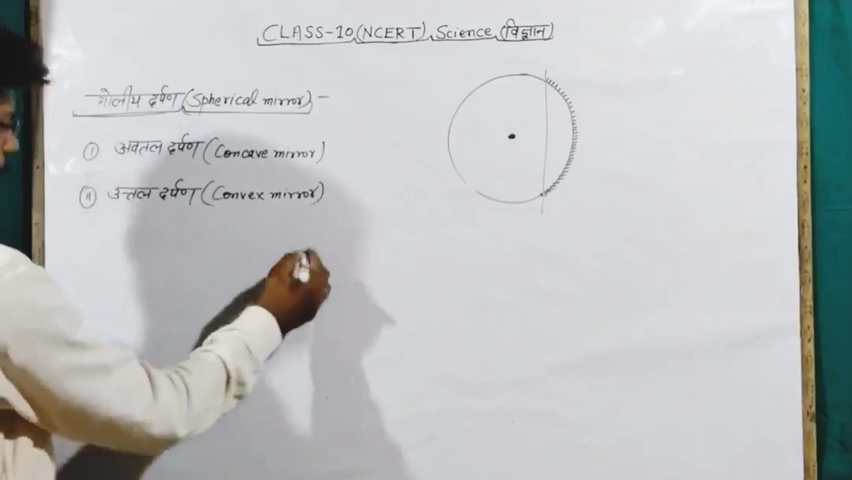 CLASS-10(NCERT), Science (विज्ञान)
गोलीय दर्पण (Spherical mirror) -
(i) अवतल दर्पण (Concave mirror)
(ii) उत्तल दर्पण (Convex mirror)